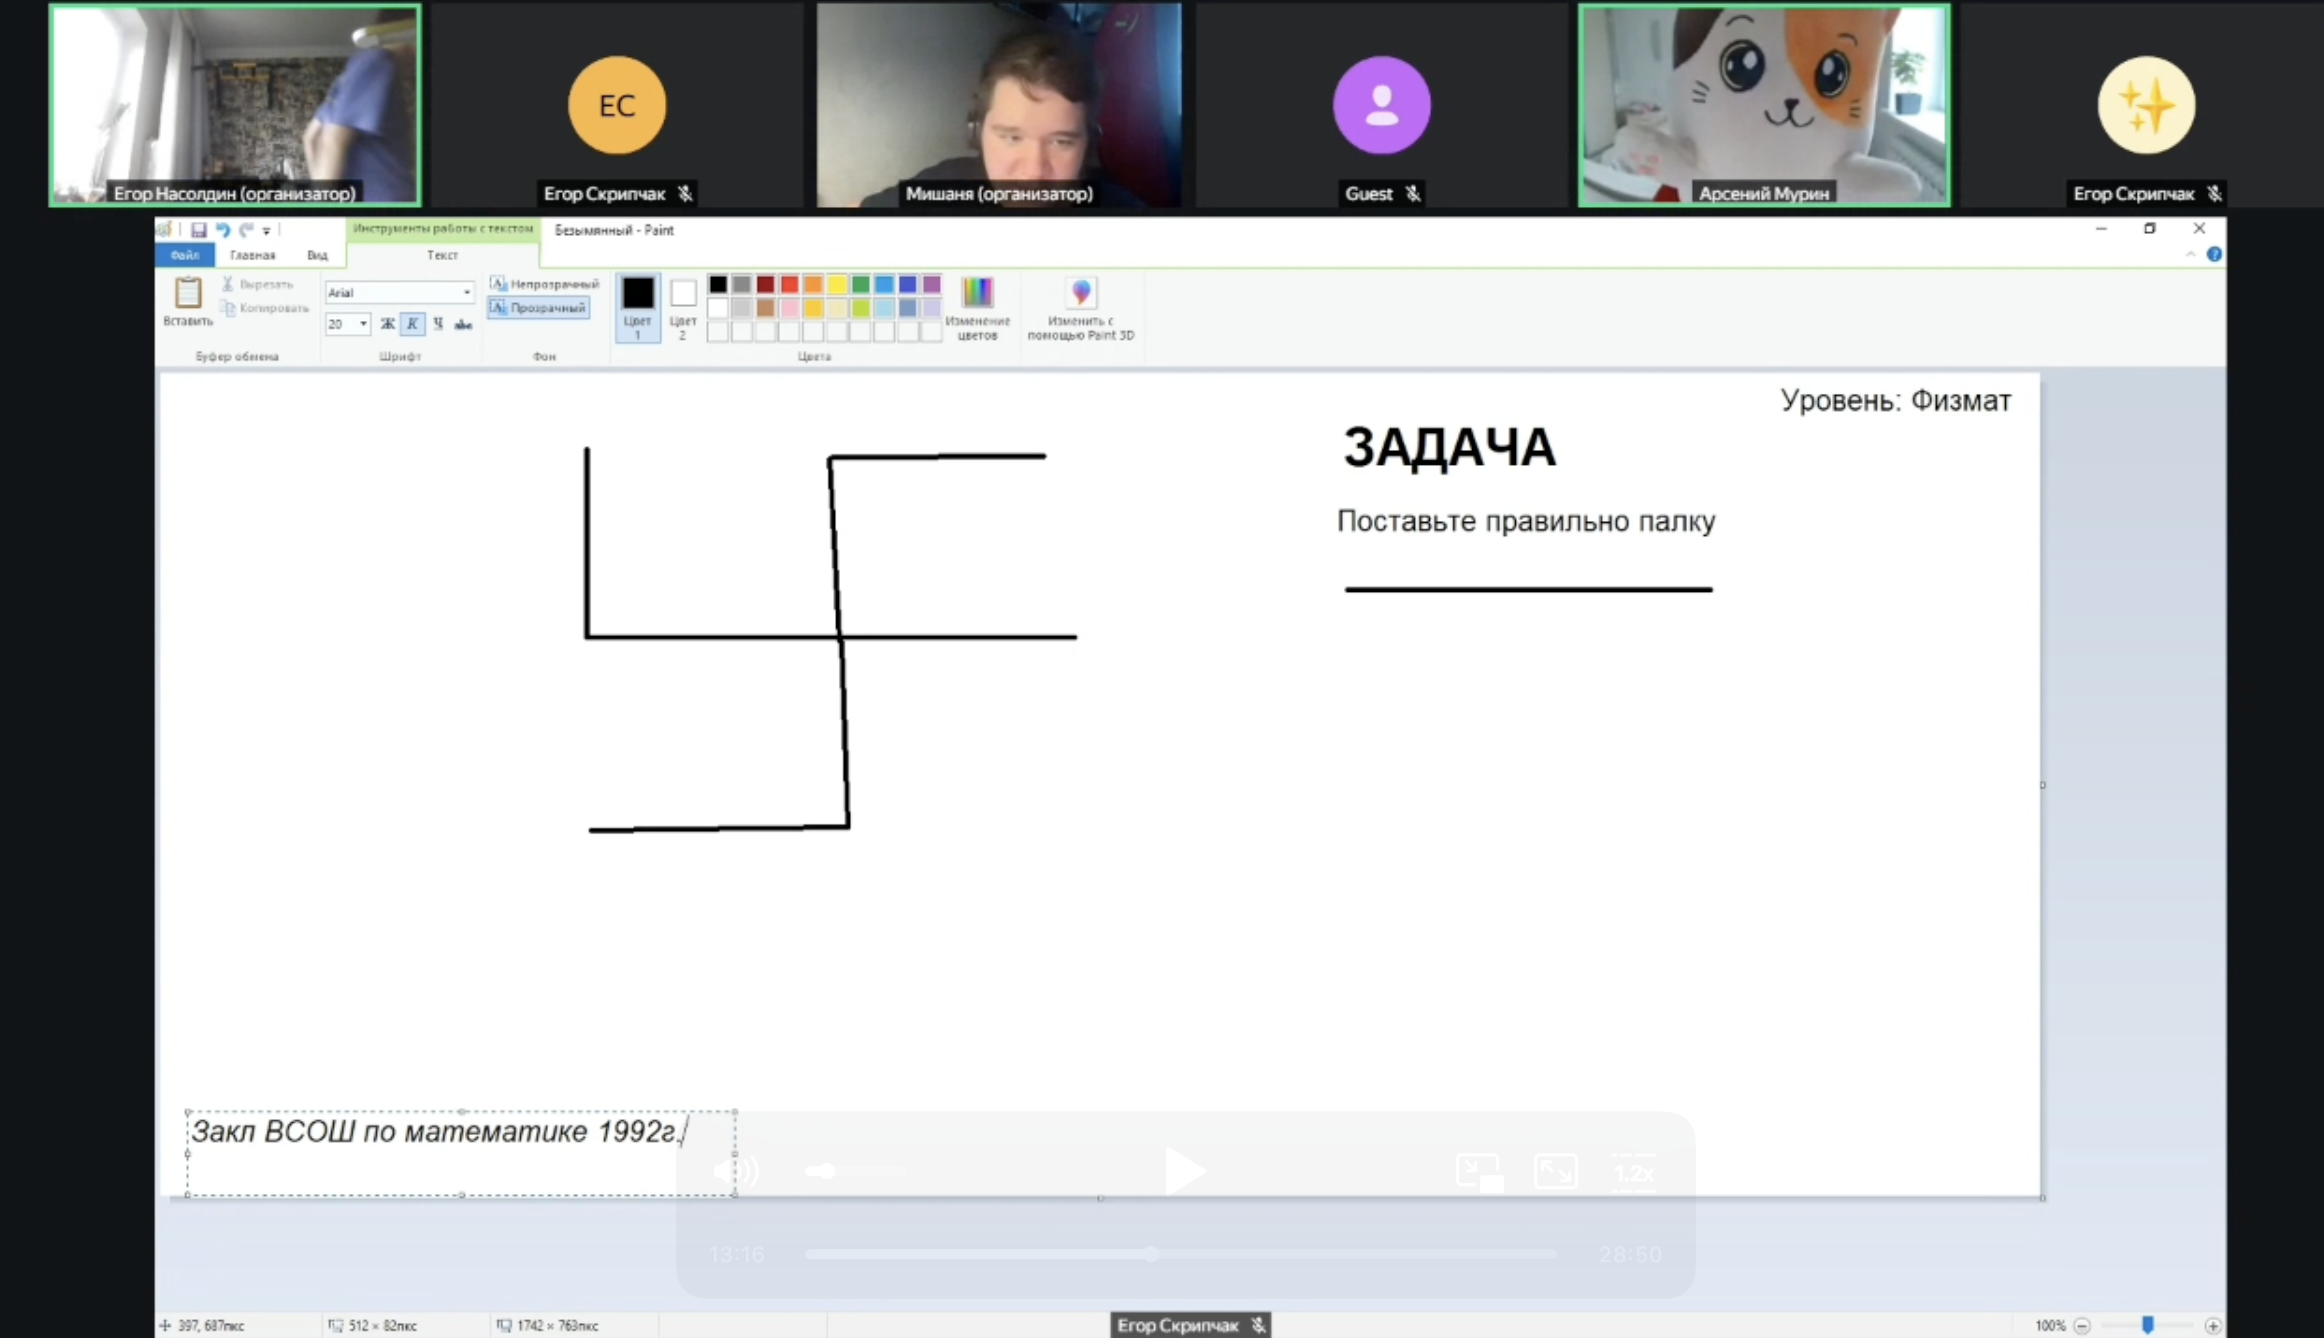 Егор Насолдин (организатор)
EC
Егор Скрипчак
Мишаня (организатор)
Guest
Арсений Мурин
Егор Скрипчак
Инструменты работы с текстом
Безымянный - Paint
Файл
Главная
Вид
Текст
Вставить
Вырезать
Копировать
Буфер обмена
Arial
20
Ж К Ч abc
Шрифт
Непрозрачный
Прозрачный
Фон
Цвет 1
Цвет 2
Цвета
Изменение цветов
Изменить с помощью Paint 3D
Уровень: Физмат
ЗАДАЧА
Поставьте правильно палку
Закл ВСОШ по математике 1992г.
1.2x
13:16
28:50
397, 687пкс
512 × 82пкс
1742 × 763пкс
Егор Скрипчак
100%